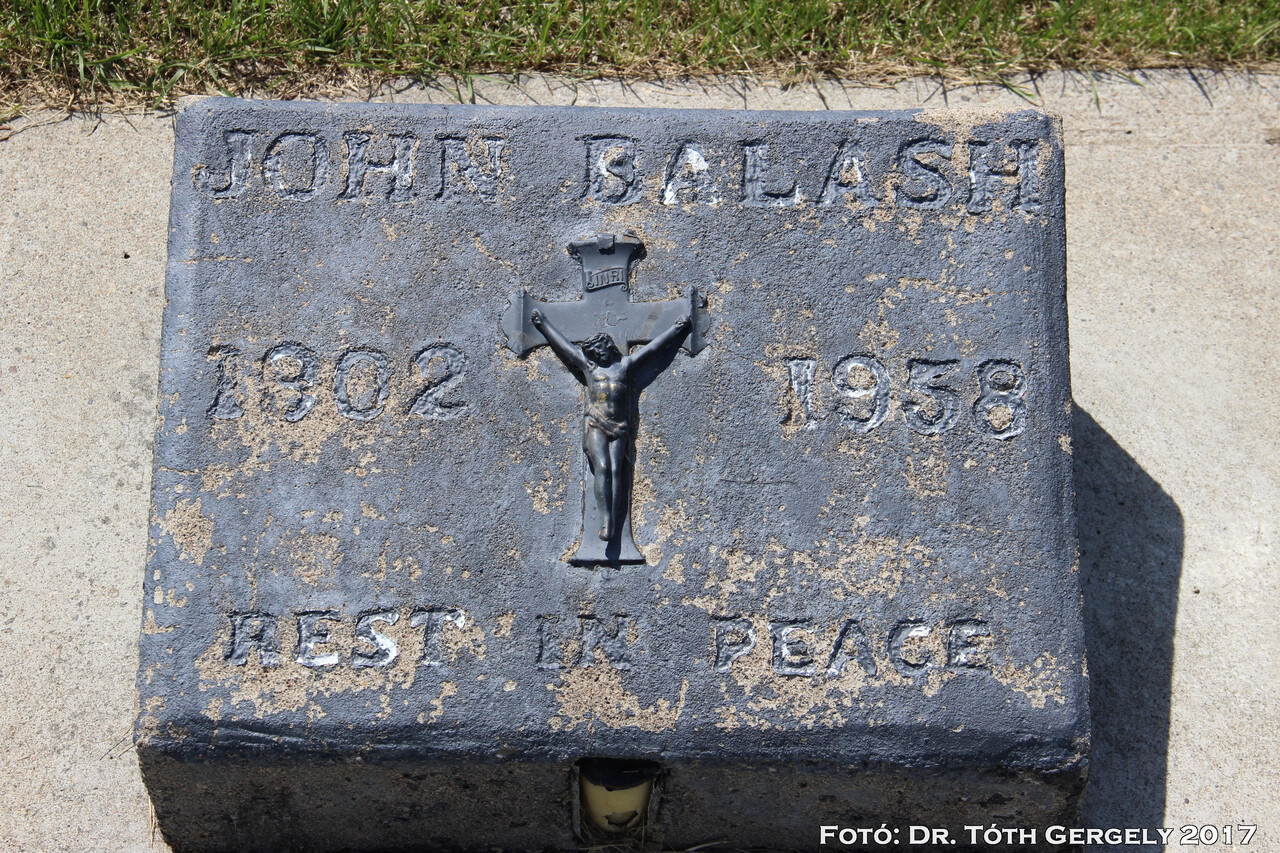 JOHN BALASH
INRI
1902 1958
REST IN PEACE
FOTÓ: DR. TÓTH GERGELY 2017